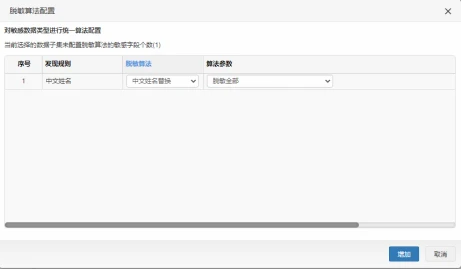 脱敏算法配置
对敏感数据类型进行统一算法配置
当前选择的数据子集未配置脱敏算法的敏感字段个数(1)
序号 发现规则 脱敏算法 算法参数
1 中文姓名 中文姓名替换 脱敏全部
增加 取消